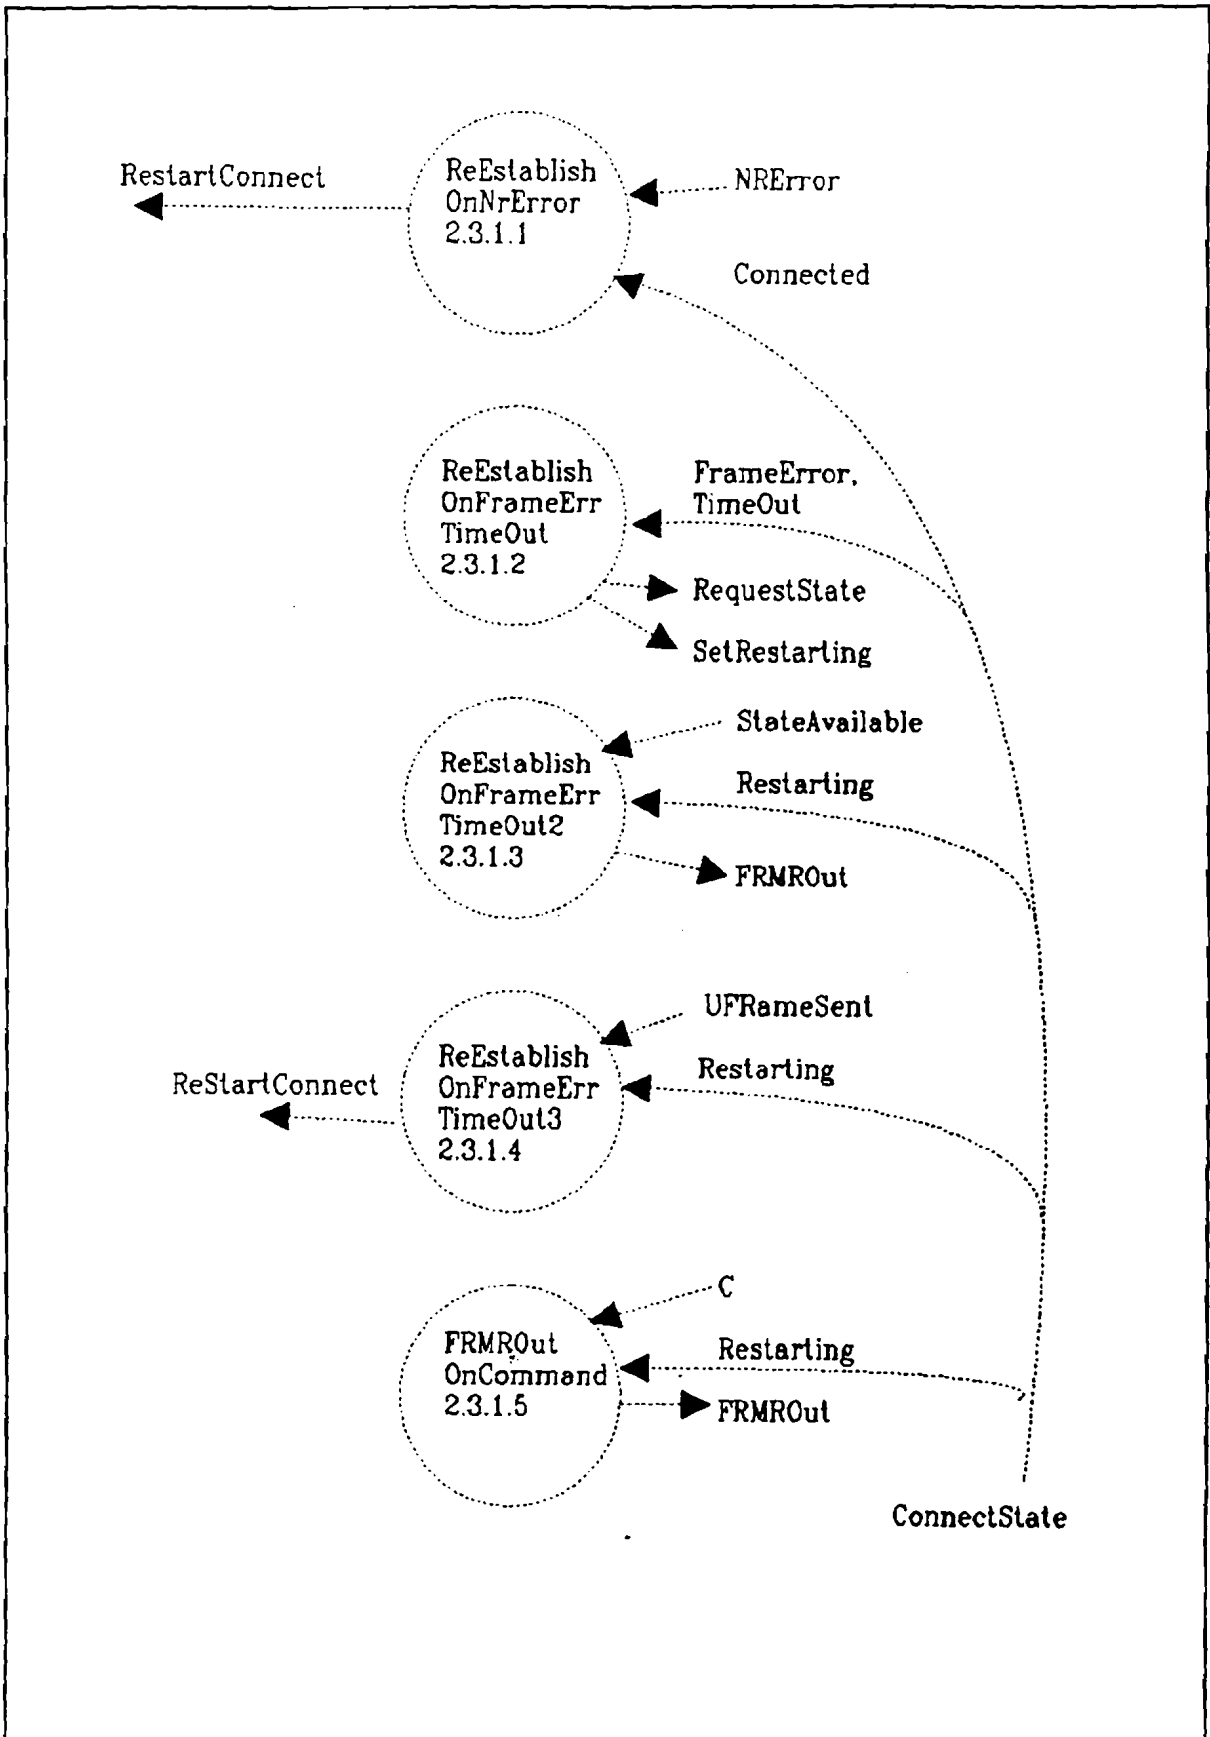 RestartConnect
ReEstablish
OnNrError
2.3.1.1
NRError
Connected
ReEstablish
OnFrameErr
TimeOut
2.3.1.2
FrameError,
TimeOut
RequestState
SetRestarting
StateAvailable
ReEstablish
OnFrameErr
TimeOut2
2.3.1.3
Restarting
FRMROut
UFRameSent
ReStartConnect
ReEstablish
OnFrameErr
TimeOut3
2.3.1.4
Restarting
C
FRMROut
OnCommand
2.3.1.5
Restarting
FRMROut
ConnectState